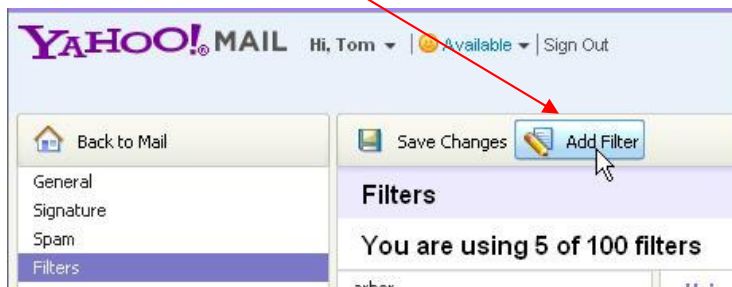 YAHOO!® MAIL Hi, Tom Available | Sign Out
Back to Mail
Save Changes Add Filter
General
Signature
Spam
Filters
Filters
You are using 5 of 100 filters